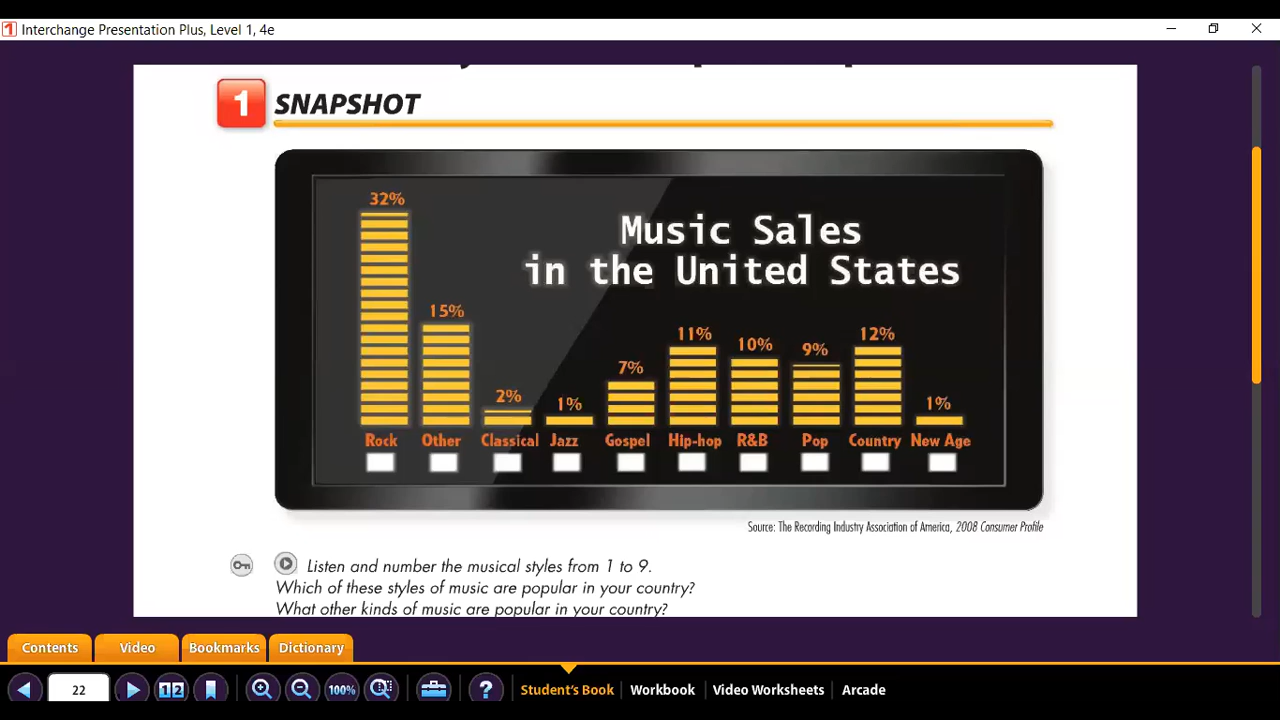 Interchange Presentation Plus, Level 1, 4e
1 SNAPSHOT
Music Sales
in the United States
32%
15%
2%
1%
7%
11%
10%
9%
12%
1%
Rock Other Classical Jazz Gospel Hip-hop R&B Pop Country New Age
Source: The Recording Industry Association of America, 2008 Consumer Profile
Listen and number the musical styles from 1 to 9.
Which of these styles of music are popular in your country?
What other kinds of music are popular in your country?
Contents Video Bookmarks Dictionary
22 1 2 100% ? Student's Book Workbook Video Worksheets Arcade